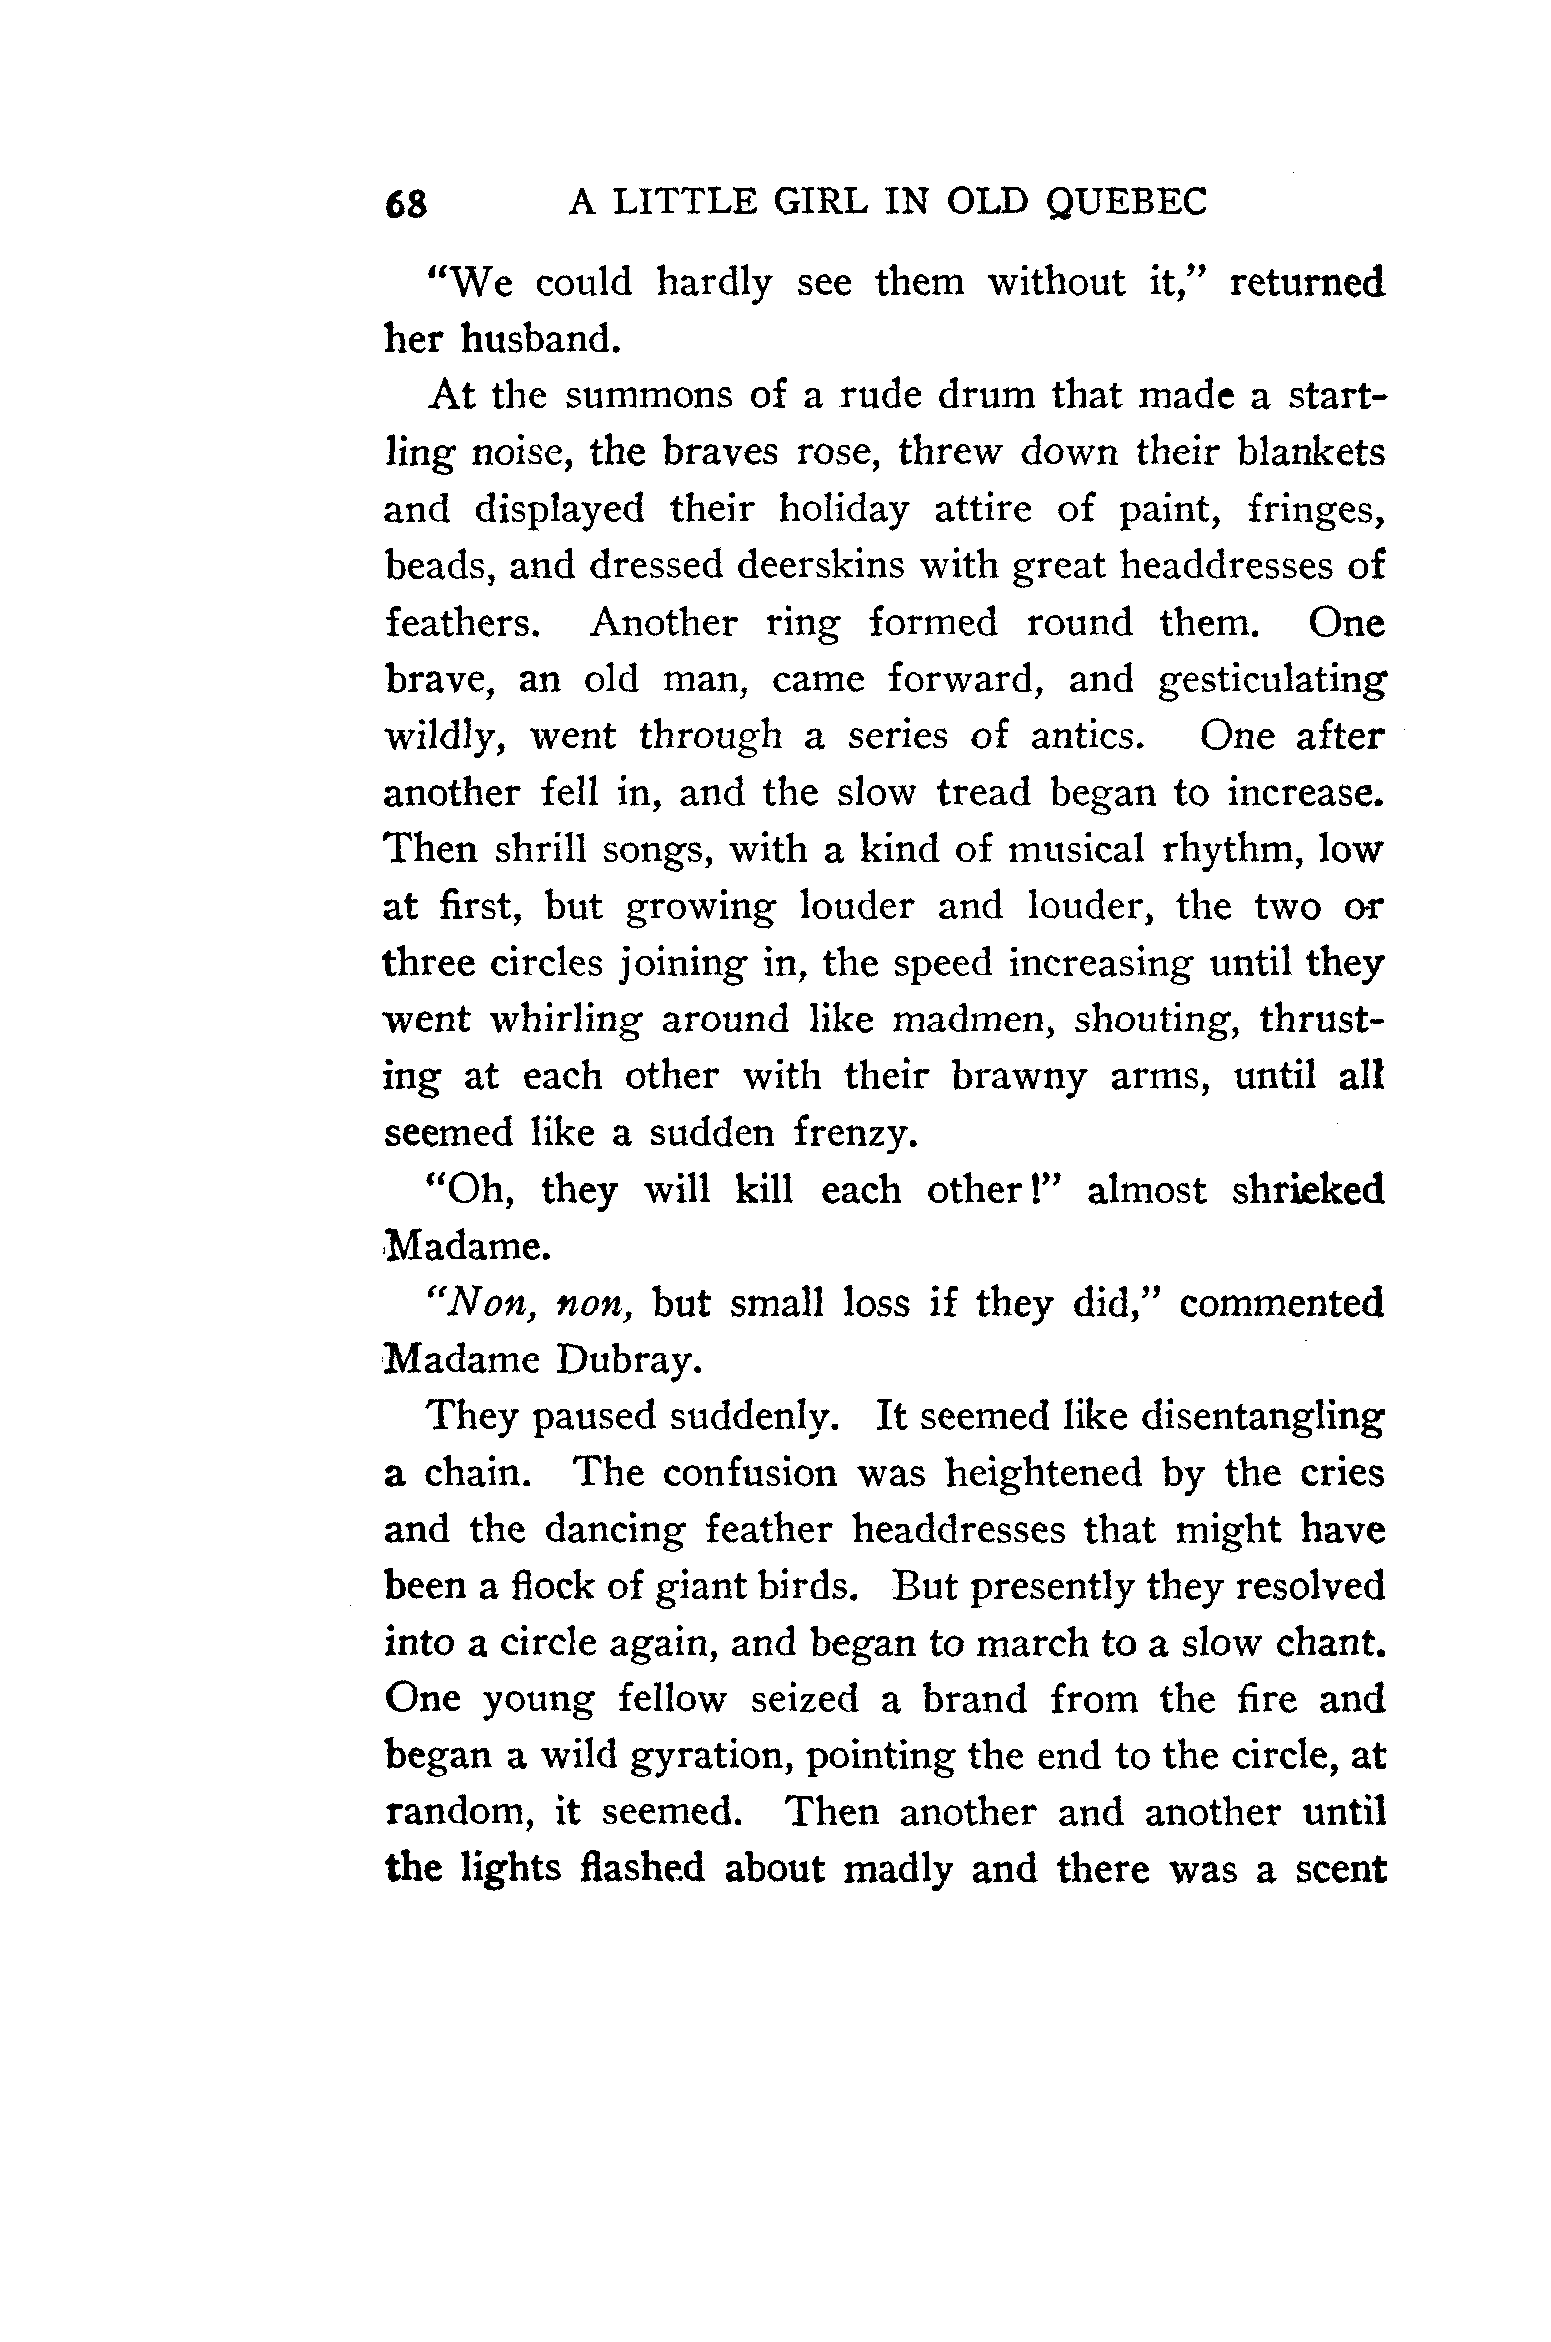 68 A LITTLE GIRL IN OLD QUEBEC
“We could hardly see them without it,” returned
her husband.
At the summons of a rude drum that made a start-
ling noise, the braves rose, threw down their blankets
and displayed their holiday attire of paint, fringes,
beads, and dressed deerskins with great headdresses of
feathers. Another ring formed round them. One
brave, an old man, came forward, and gesticulating
wildly, went through a series of antics. One after
another fell in, and the slow tread began to increase.
Then shrill songs, with a kind of musical rhythm, low
at first, but growing louder and louder, the two or
three circles joining in, the speed increasing until they
went whirling around like madmen, shouting, thrust-
ing at each other with their brawny arms, until all
seemed like a sudden frenzy.
“Oh, they will kill each other!” almost shrieked
Madame.
“Non, non, but small loss if they did,” commented
Madame Dubray.
They paused suddenly. It seemed like disentangling
a chain. The confusion was heightened by the cries
and the dancing feather headdresses that might have
been a flock of giant birds. But presently they resolved
into a circle again, and began to march to a slow chant.
One young fellow seized a brand from the fire and
began a wild gyration, pointing the end to the circle, at
random, it seemed. Then another and another until
the lights flashed about madly and there was a scent